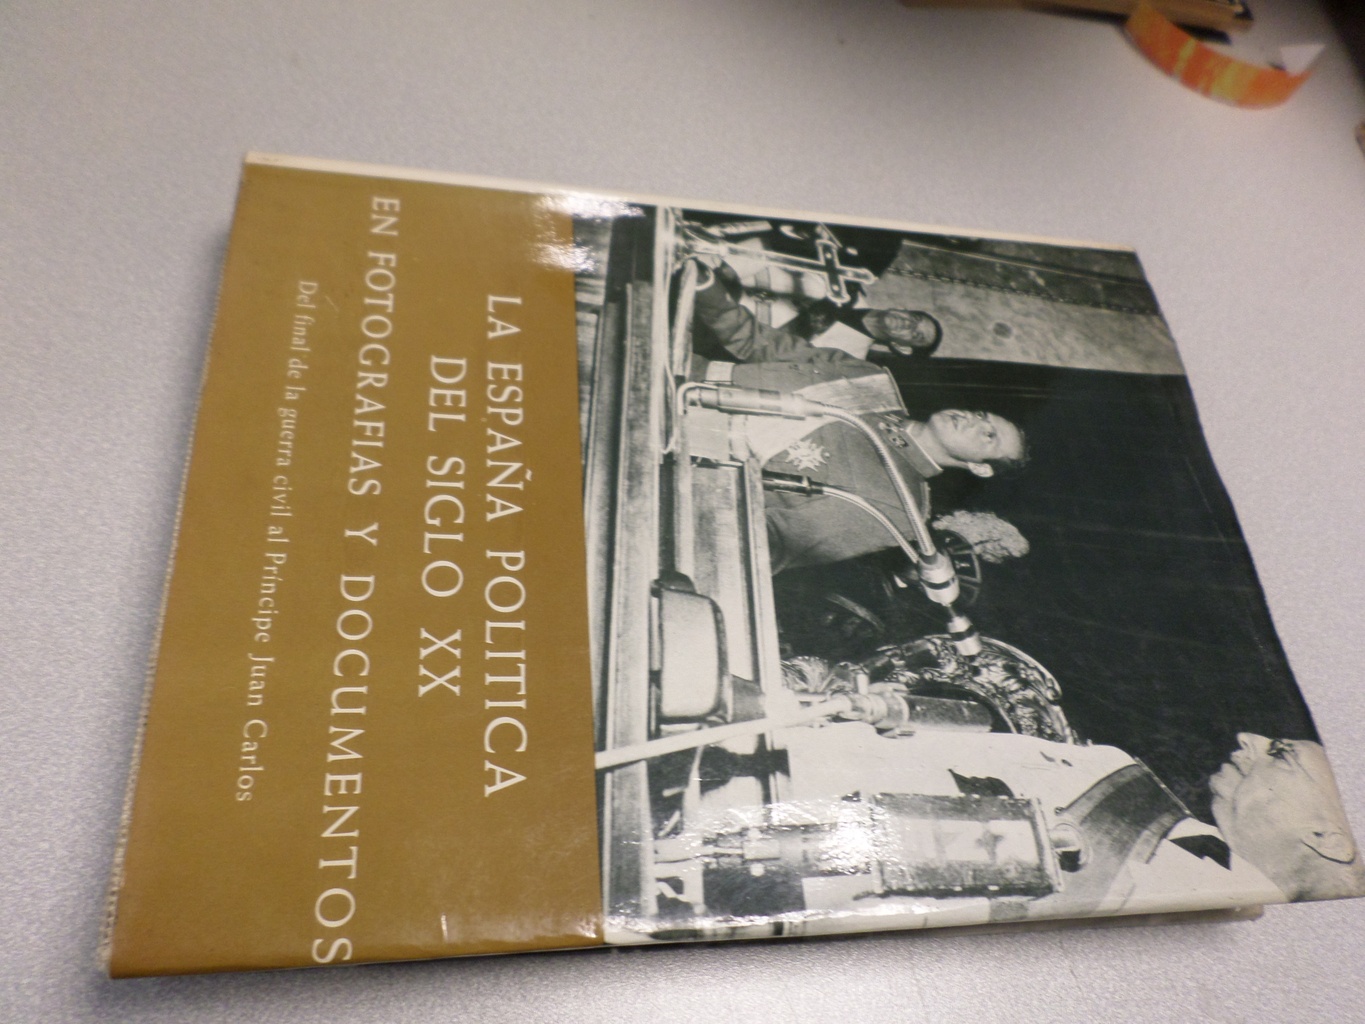 LA ESPAÑA POLITICA
DEL SIGLO XX
EN FOTOGRAFIAS Y DOCUMENTOS
Del final de la guerra civil al Príncipe Juan Carlos